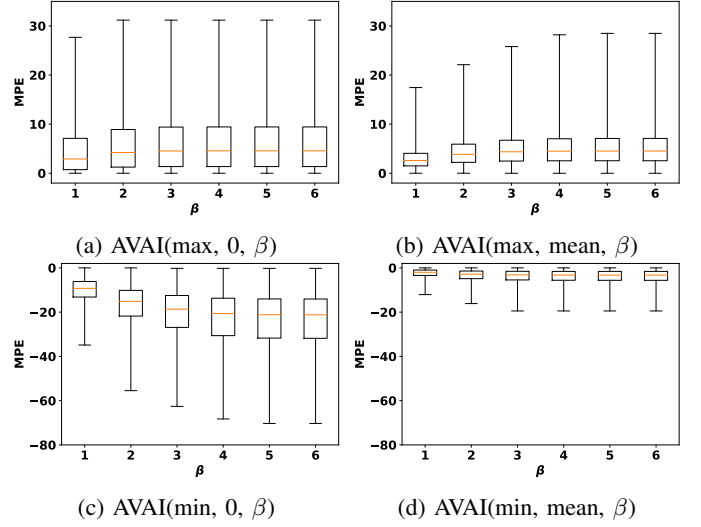 MPE
30
20
10
0
1 2 3 4 5 6
β
(a) AVAI(max, 0, β)
MPE
30
20
10
0
1 2 3 4 5 6
β
(b) AVAI(max, mean, β)
MPE
0
−20
−40
−60
−80
1 2 3 4 5 6
β
(c) AVAI(min, 0, β)
MPE
0
−20
−40
−60
−80
1 2 3 4 5 6
β
(d) AVAI(min, mean, β)